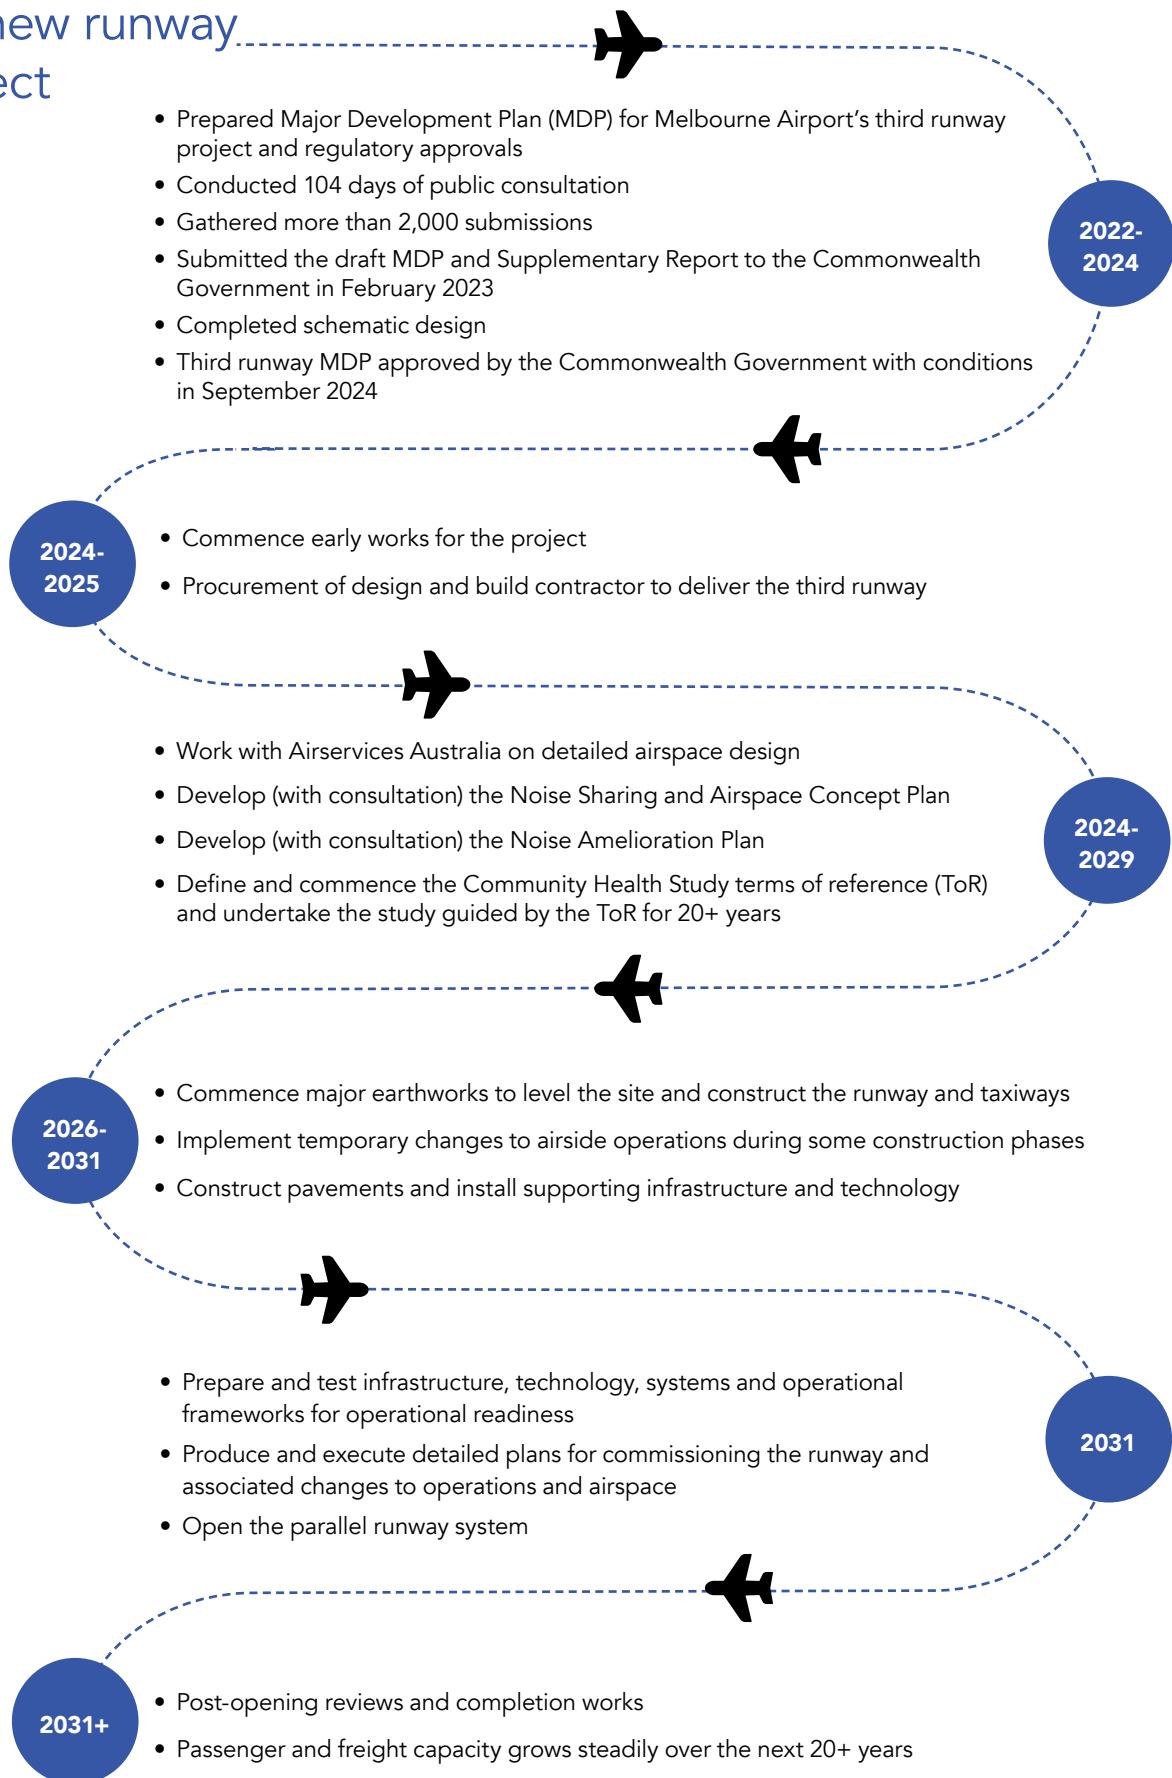 new runway
ect
• Prepared Major Development Plan (MDP) for Melbourne Airport’s third runway
project and regulatory approvals
• Conducted 104 days of public consultation
• Gathered more than 2,000 submissions
• Submitted the draft MDP and Supplementary Report to the Commonwealth
Government in February 2023
• Completed schematic design
• Third runway MDP approved by the Commonwealth Government with conditions
in September 2024
2022-
2024
2024-
2025
• Commence early works for the project
• Procurement of design and build contractor to deliver the third runway
• Work with Airservices Australia on detailed airspace design
• Develop (with consultation) the Noise Sharing and Airspace Concept Plan
• Develop (with consultation) the Noise Amelioration Plan
• Define and commence the Community Health Study terms of reference (ToR)
and undertake the study guided by the ToR for 20+ years
2024-
2029
2026-
2031
• Commence major earthworks to level the site and construct the runway and taxiways
• Implement temporary changes to airside operations during some construction phases
• Construct pavements and install supporting infrastructure and technology
• Prepare and test infrastructure, technology, systems and operational
frameworks for operational readiness
• Produce and execute detailed plans for commissioning the runway and
associated changes to operations and airspace
• Open the parallel runway system
2031
2031+
• Post-opening reviews and completion works
• Passenger and freight capacity grows steadily over the next 20+ years